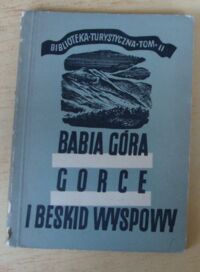 BIBLIOTEKA·TURYSTYCZNA·TOM·II
BABIA GÓRA
GORCE
I BESKID WYSPOWY